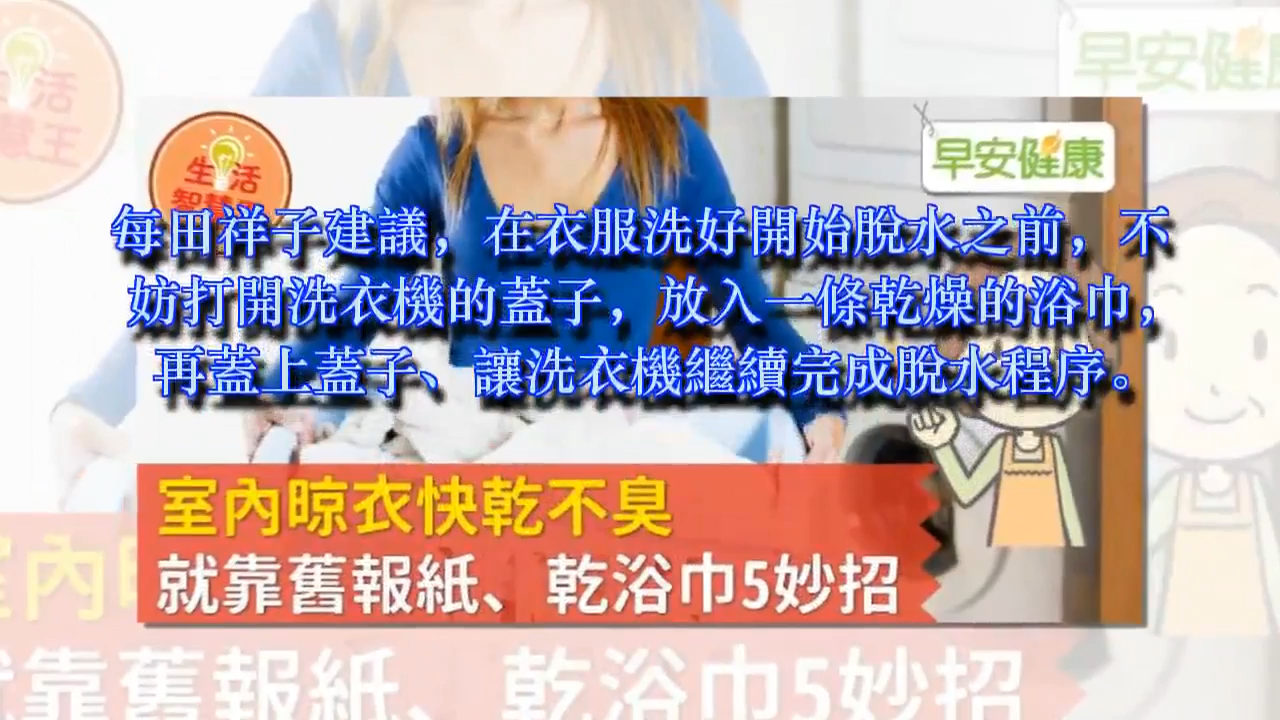 生活
早安健康
每田祥子建議，在衣服洗好開始脫水之前，不
妨打開洗衣機的蓋子，放入一條乾燥的浴巾，
再蓋上蓋子、讓洗衣機繼續完成脫水程序。
室內晾衣快乾不臭
就靠舊報紙、乾浴巾5妙招